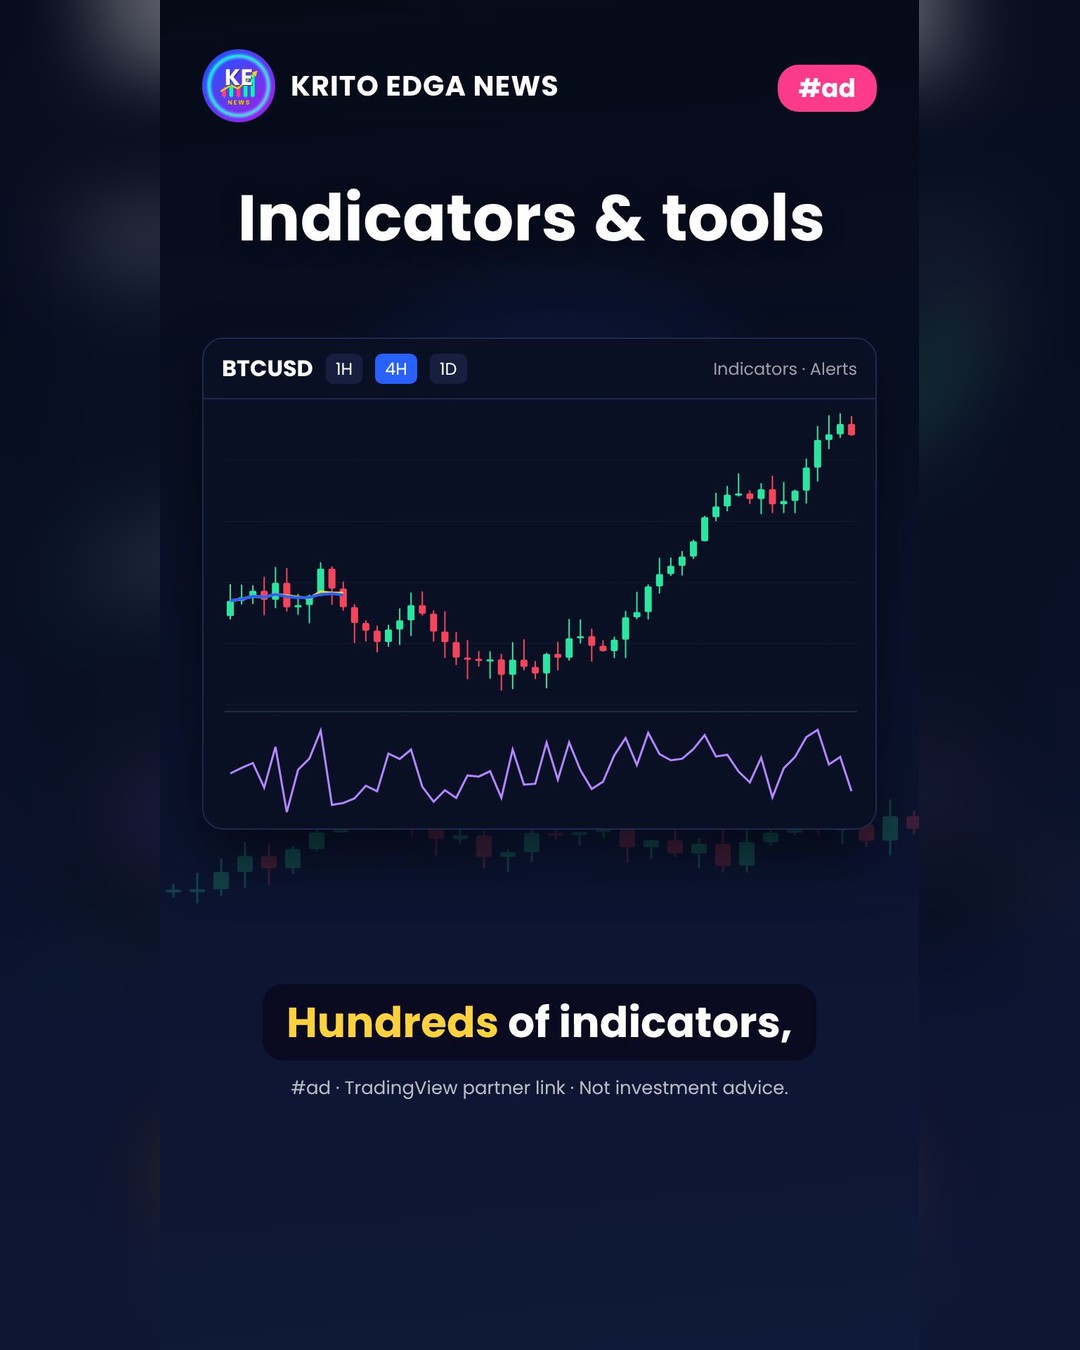 KE
NEWS
KRITO EDGA NEWS
#ad
Indicators & tools
BTCUSD 1H 4H 1D Indicators · Alerts
Hundreds of indicators,
#ad · TradingView partner link · Not investment advice.